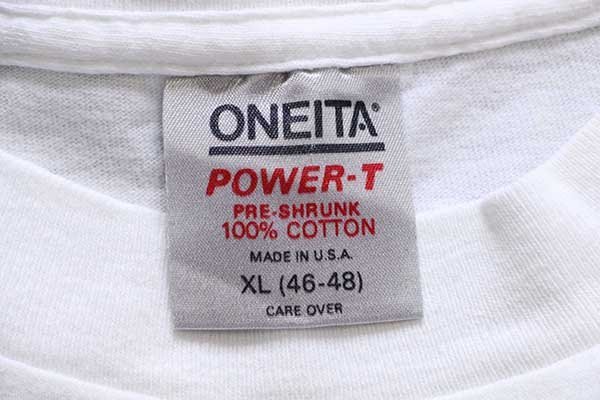 ONEITA®
POWER-T
PRE-SHRUNK
100% COTTON
MADE IN U.S.A.
XL (46-48)
CARE OVER